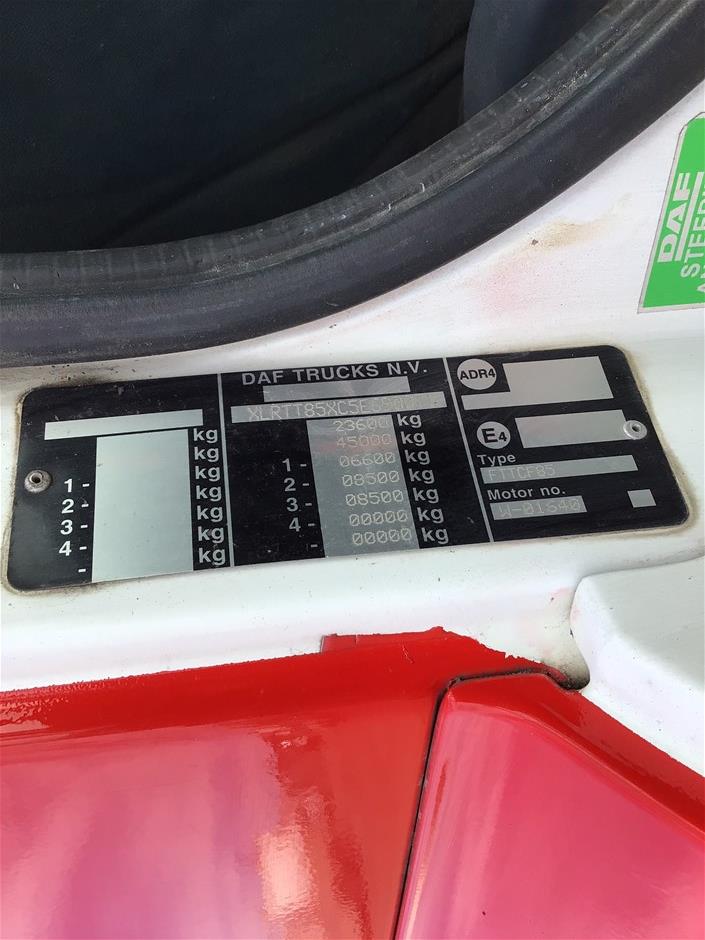 DAF
STEERI
kg
kg
1- kg
2- kg
3- kg
4- kg
- kg
DAF TRUCKS N.V.
23600 kg
45000 kg
1- 06600 kg
2- 08500 kg
3- 08500 kg
4- 00000 kg
- 00000 kg
ADR4
E4
Type
FTTCF85
Motor no.
W-01640